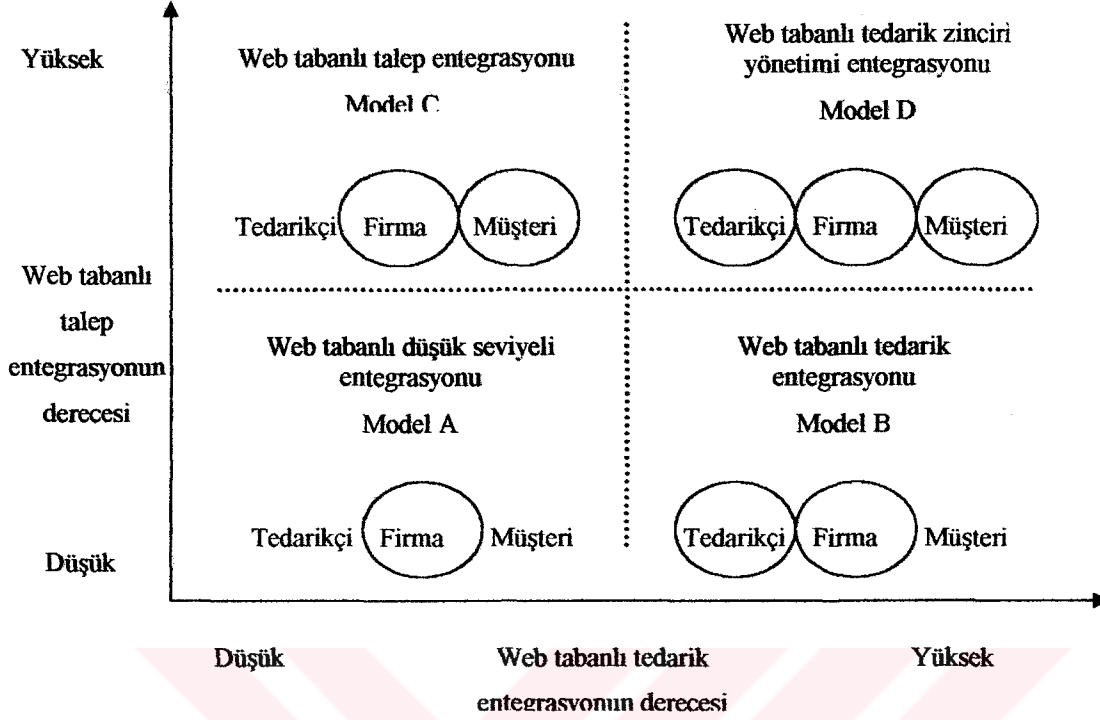 Yüksek
Web tabanlı talep entegrasyonu
Model C
Tedarikçi Firma Müşteri
Web tabanlı tedarik zinciri
yönetimi entegrasyonu
Model D
Tedarikçi Firma Müşteri
Web tabanlı
talep
entegrasyonun
derecesi
Web tabanlı düşük seviyeli
entegrasyonu
Model A
Tedarikçi Firma Müşteri
Web tabanlı tedarik
entegrasyonu
Model B
Tedarikçi Firma Müşteri
Düşük
Düşük
Web tabanlı tedarik
entegrasyonun derecesi
Yüksek